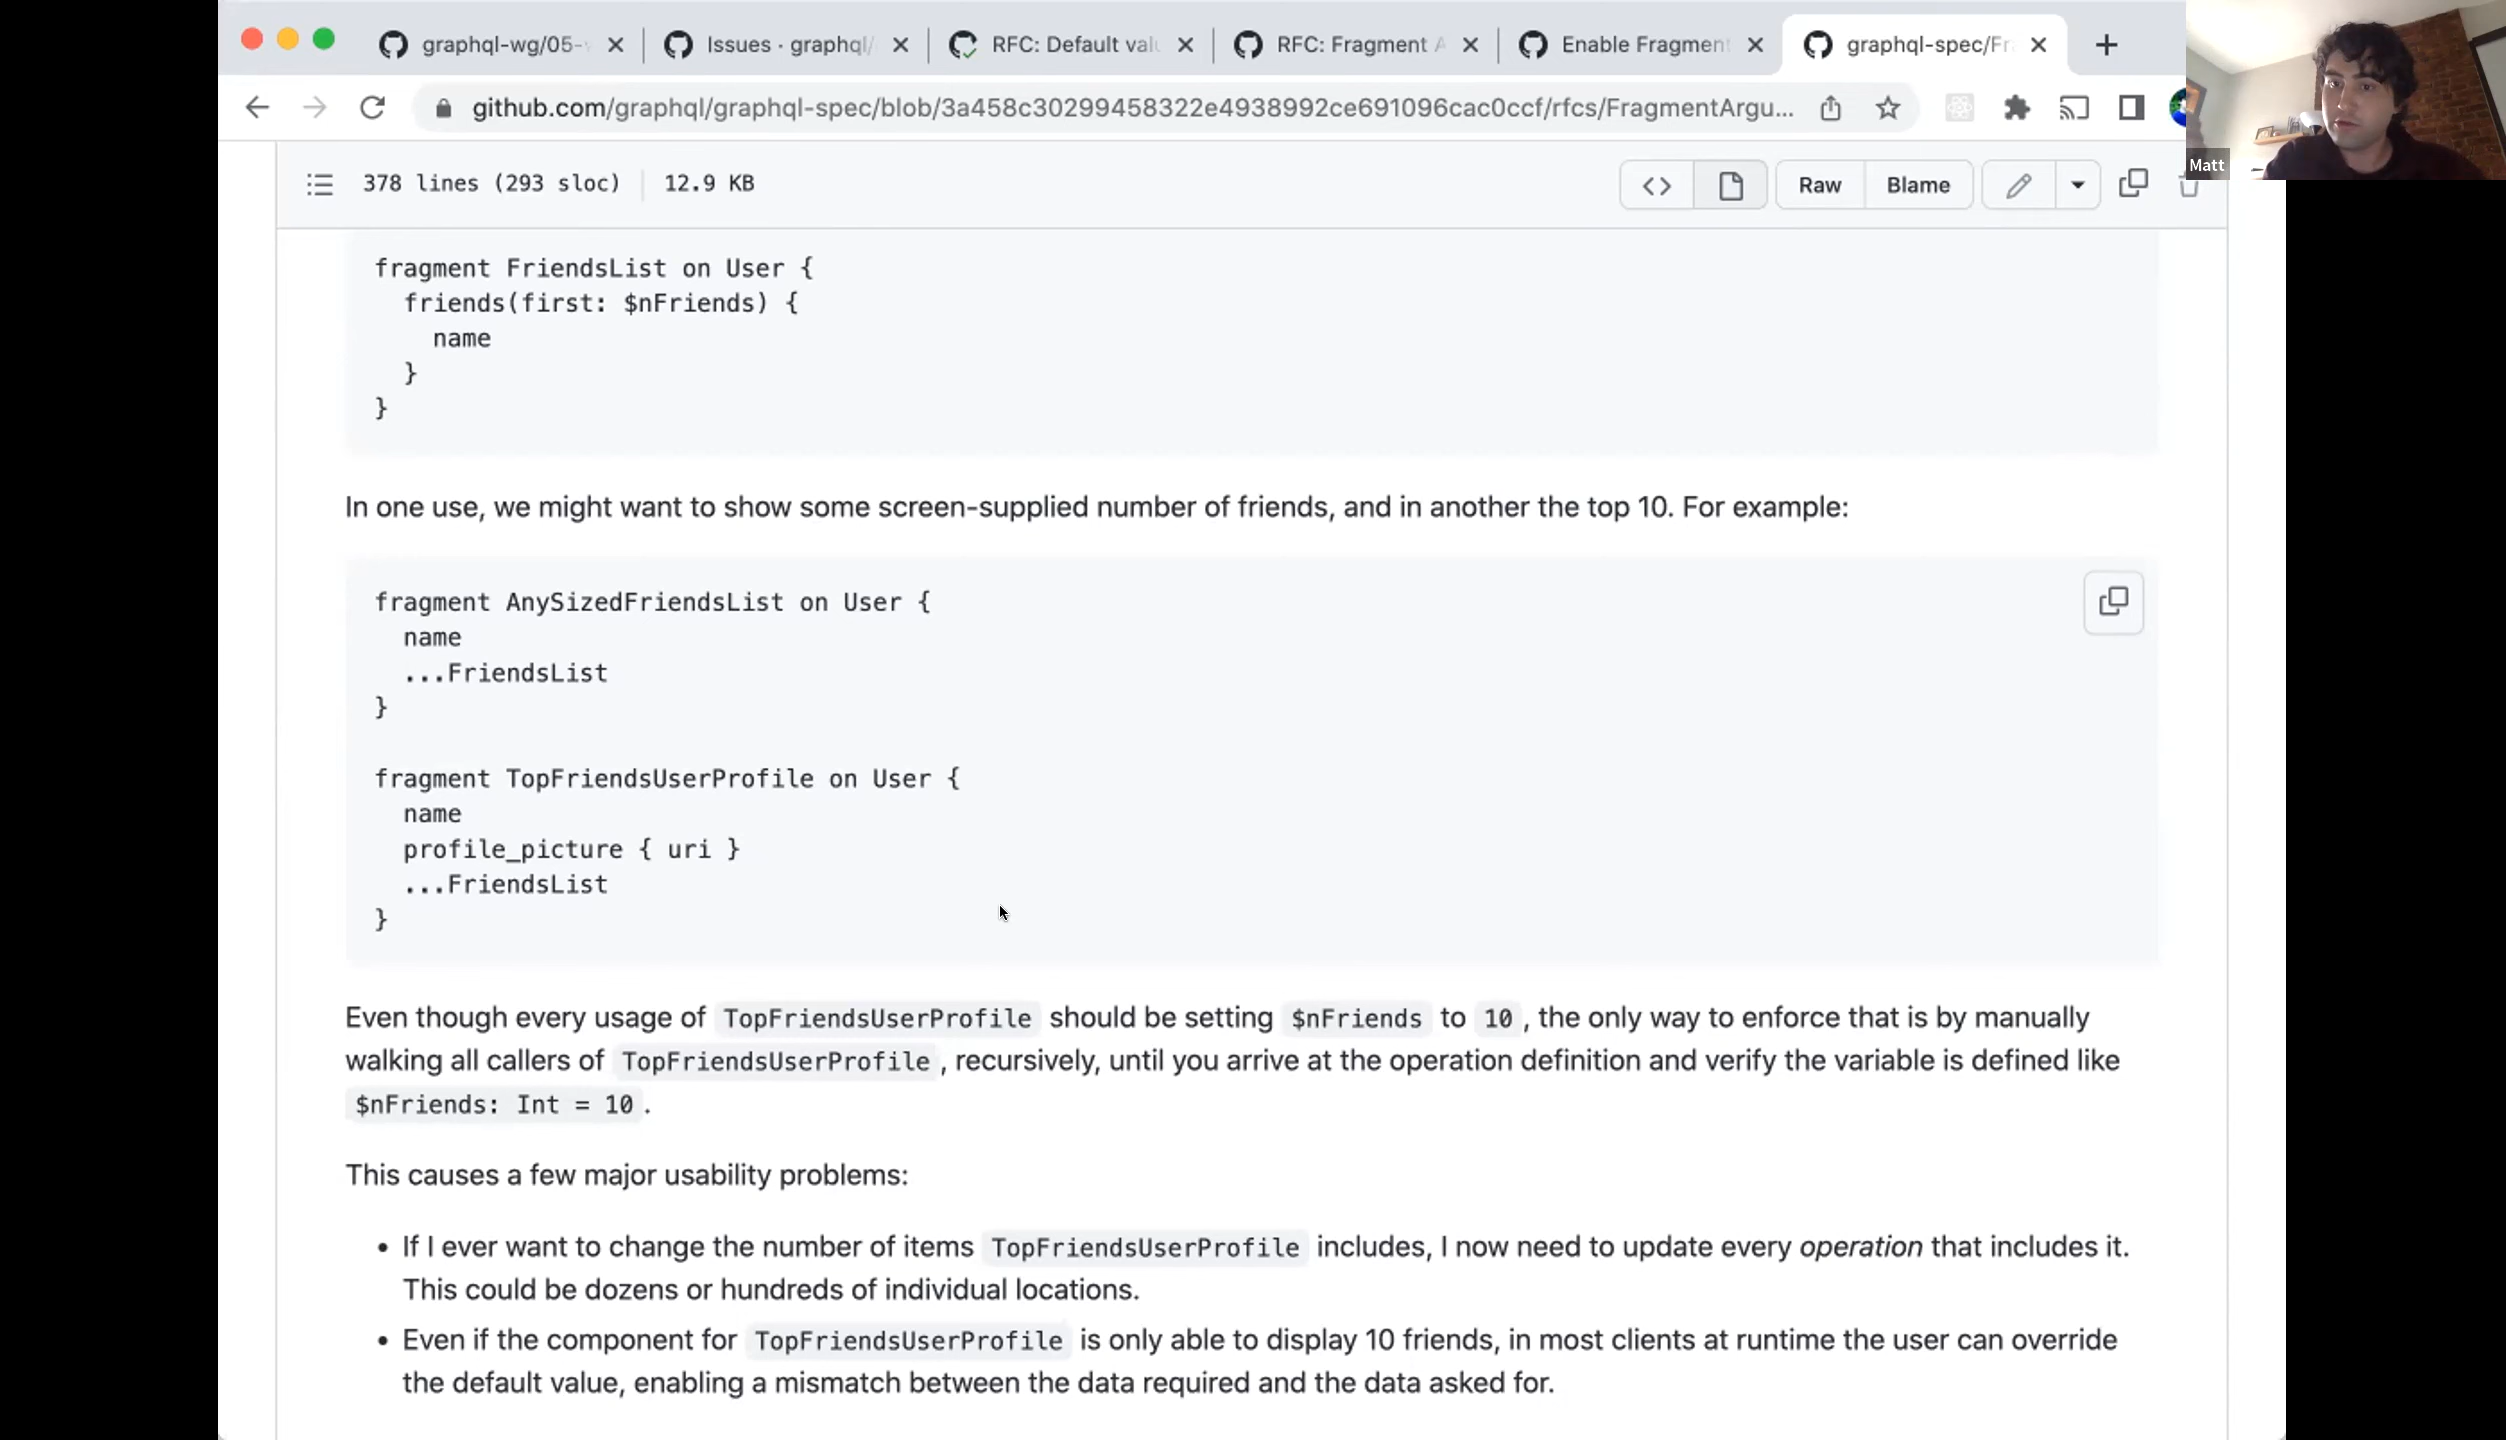 graphql-wg/05-
Issues · graphql/
RFC: Default val
RFC: Fragment A
Enable Fragment
graphql-spec/Fr
github.com/graphql/graphql-spec/blob/3a458c30299458322e4938992ce691096cac0ccf/rfcs/FragmentArgu...
Matt
378 lines (293 sloc) 12.9 KB
Raw
Blame
fragment FriendsList on User {
  friends(first: $nFriends) {
    name
  }
}
In one use, we might want to show some screen-supplied number of friends, and in another the top 10. For example:
fragment AnySizedFriendsList on User {
  name
  ...FriendsList
}
fragment TopFriendsUserProfile on User {
  name
  profile_picture { uri }
  ...FriendsList
}
Even though every usage of TopFriendsUserProfile should be setting $nFriends to 10, the only way to enforce that is by manually
walking all callers of TopFriendsUserProfile, recursively, until you arrive at the operation definition and verify the variable is defined like
$nFriends: Int = 10.
This causes a few major usability problems:
• If I ever want to change the number of items TopFriendsUserProfile includes, I now need to update every operation that includes it.
This could be dozens or hundreds of individual locations.
• Even if the component for TopFriendsUserProfile is only able to display 10 friends, in most clients at runtime the user can override
the default value, enabling a mismatch between the data required and the data asked for.